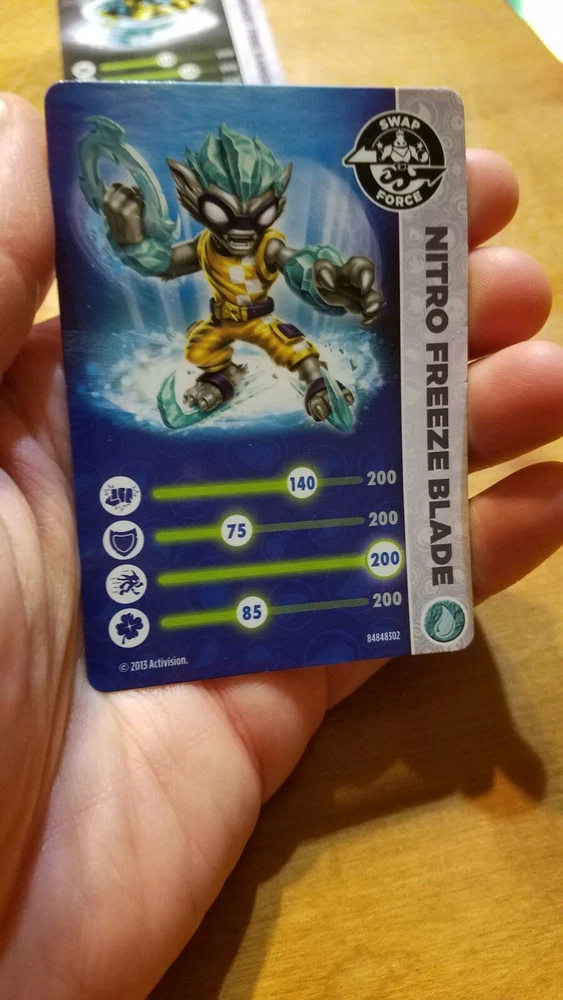 SWAP
FORCE
NITRO FREEZE BLADE
140 200
75 200
200
85 200
84848302
© 2013 Activision.